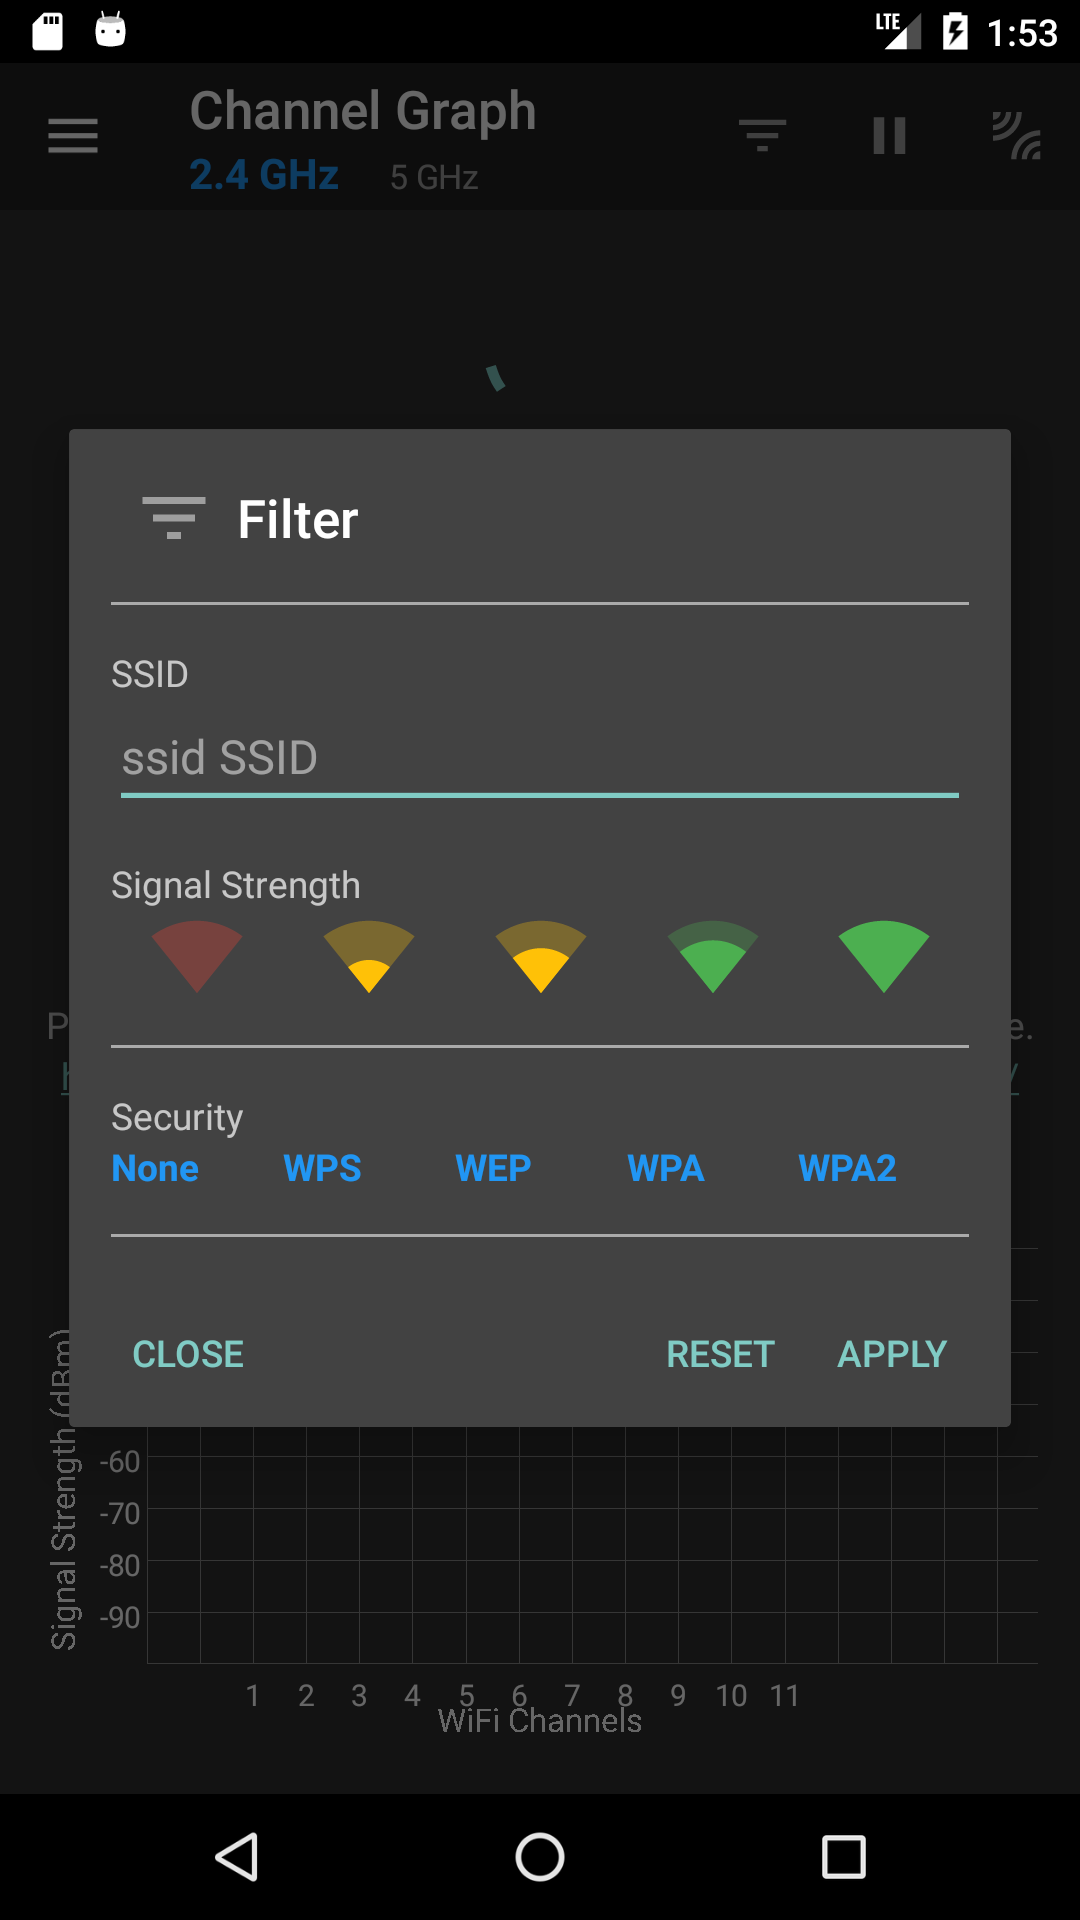 LTE 1:53
Channel Graph
2.4 GHz 5 GHz
Filter
SSID
ssid SSID
Signal Strength
Security
None WPS WEP WPA WPA2
CLOSE RESET APPLY
Signal Strength (dBm)
-60
-70
-80
-90
1 2 3 4 5 6 7 8 9 10 11
WiFi Channels